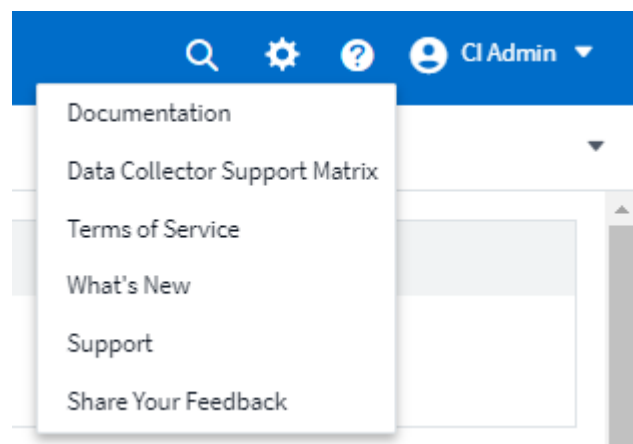 CI Admin
Documentation
Data Collector Support Matrix
Terms of Service
What's New
Support
Share Your Feedback